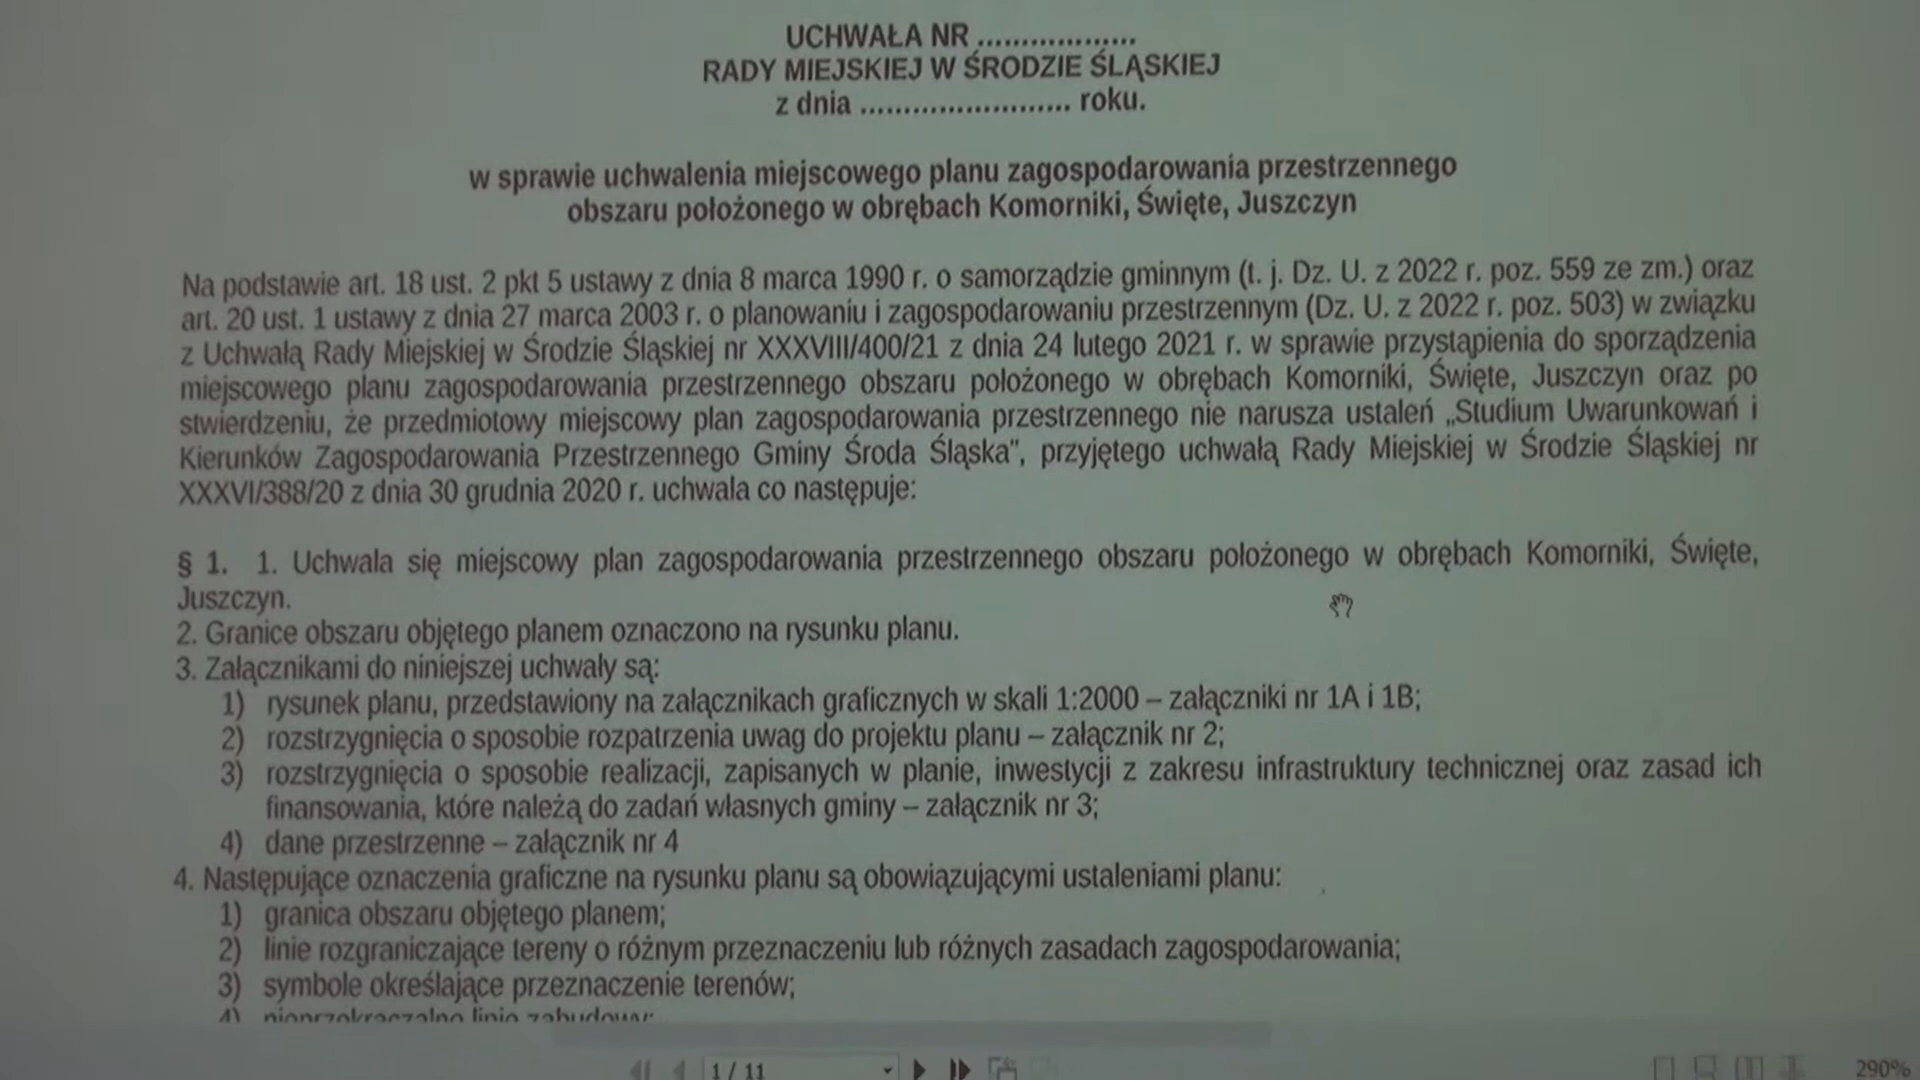 UCHWAŁA NR ..................
RADY MIEJSKIEJ W ŚRODZIE ŚLĄSKIEJ
z dnia ........................ roku.
w sprawie uchwalenia miejscowego planu zagospodarowania przestrzennego
obszaru położonego w obrębach Komorniki, Święte, Juszczyn
Na podstawie art. 18 ust. 2 pkt 5 ustawy z dnia 8 marca 1990 r. o samorządzie gminnym (t. j. Dz. U. z 2022 r. poz. 559 ze zm.) oraz
art. 20 ust. 1 ustawy z dnia 27 marca 2003 r. o planowaniu i zagospodarowaniu przestrzennym (Dz. U. z 2022 r. poz. 503) w związku
z Uchwałą Rady Miejskiej w Środzie Śląskiej nr XXXVIII/400/21 z dnia 24 lutego 2021 r. w sprawie przystąpienia do sporządzenia
miejscowego planu zagospodarowania przestrzennego obszaru położonego w obrębach Komorniki, Święte, Juszczyn oraz po
stwierdzeniu, że przedmiotowy miejscowy plan zagospodarowania przestrzennego nie narusza ustaleń „Studium Uwarunkowań i
Kierunków Zagospodarowania Przestrzennego Gminy Środa Śląska", przyjętego uchwałą Rady Miejskiej w Środzie Śląskiej nr
XXXVI/388/20 z dnia 30 grudnia 2020 r. uchwala co następuje:
§ 1. 1. Uchwala się miejscowy plan zagospodarowania przestrzennego obszaru położonego w obrębach Komorniki, Święte,
Juszczyn.
2. Granice obszaru objętego planem oznaczono na rysunku planu.
3. Załącznikami do niniejszej uchwały są:
1) rysunek planu, przedstawiony na załącznikach graficznych w skali 1:2000 – załączniki nr 1A i 1B;
2) rozstrzygnięcia o sposobie rozpatrzenia uwag do projektu planu – załącznik nr 2;
3) rozstrzygnięcia o sposobie realizacji, zapisanych w planie, inwestycji z zakresu infrastruktury technicznej oraz zasad ich
finansowania, które należą do zadań własnych gminy – załącznik nr 3;
4) dane przestrzenne – załącznik nr 4
4. Następujące oznaczenia graficzne na rysunku planu są obowiązującymi ustaleniami planu:
1) granica obszaru objętego planem;
2) linie rozgraniczające tereny o różnym przeznaczeniu lub różnych zasadach zagospodarowania;
3) symbole określające przeznaczenie terenów;
4) nieprzekraczalne linie zabudowy;
1 / 11
290%